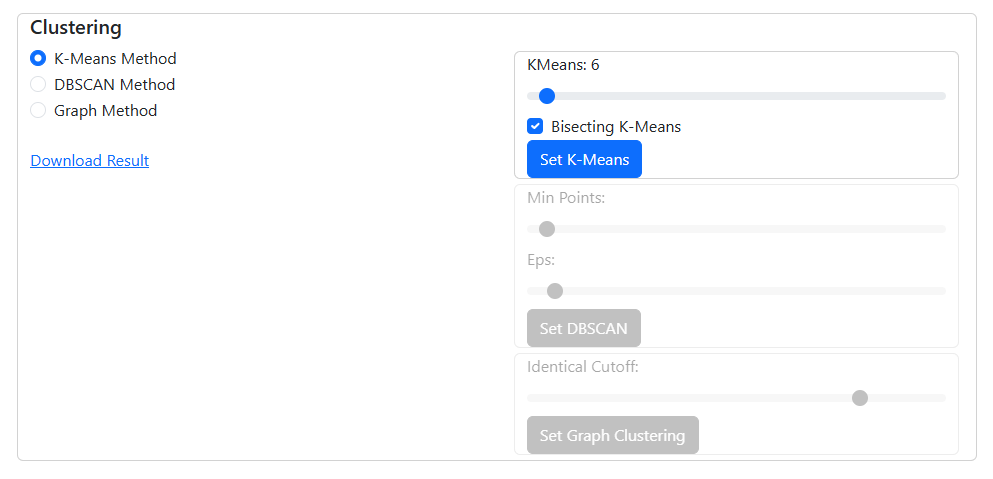 Clustering
K-Means Method
DBSCAN Method
Graph Method
Download Result
KMeans: 6
Bisecting K-Means
Set K-Means
Min Points:
Eps:
Set DBSCAN
Identical Cutoff:
Set Graph Clustering